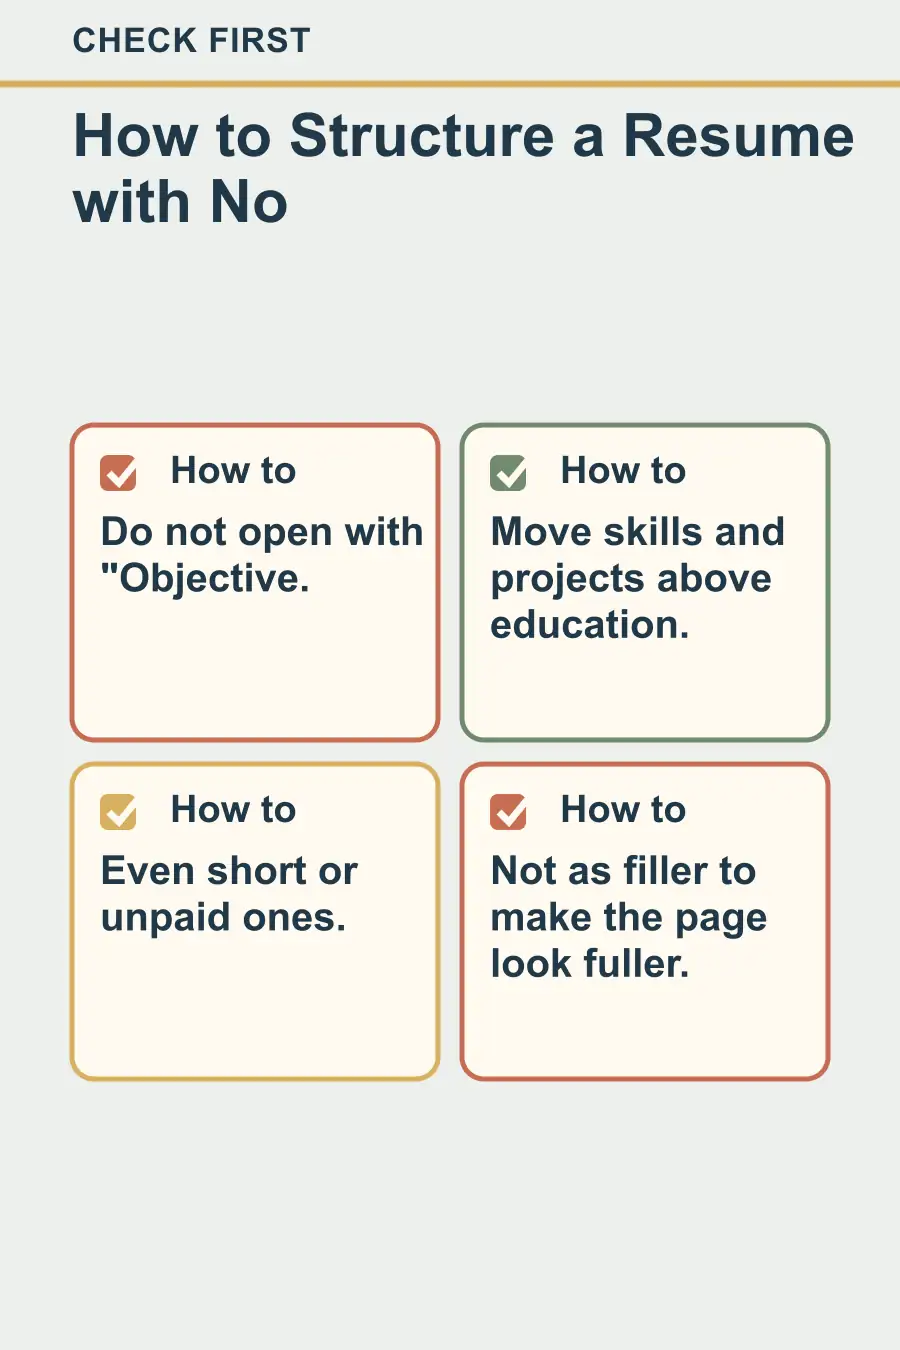 CHECK FIRST
How to Structure a Resume
with No
How to
Do not open with
"Objective.
How to
Move skills and
projects above
education.
How to
Even short or
unpaid ones.
How to
Not as filler to
make the page
look fuller.